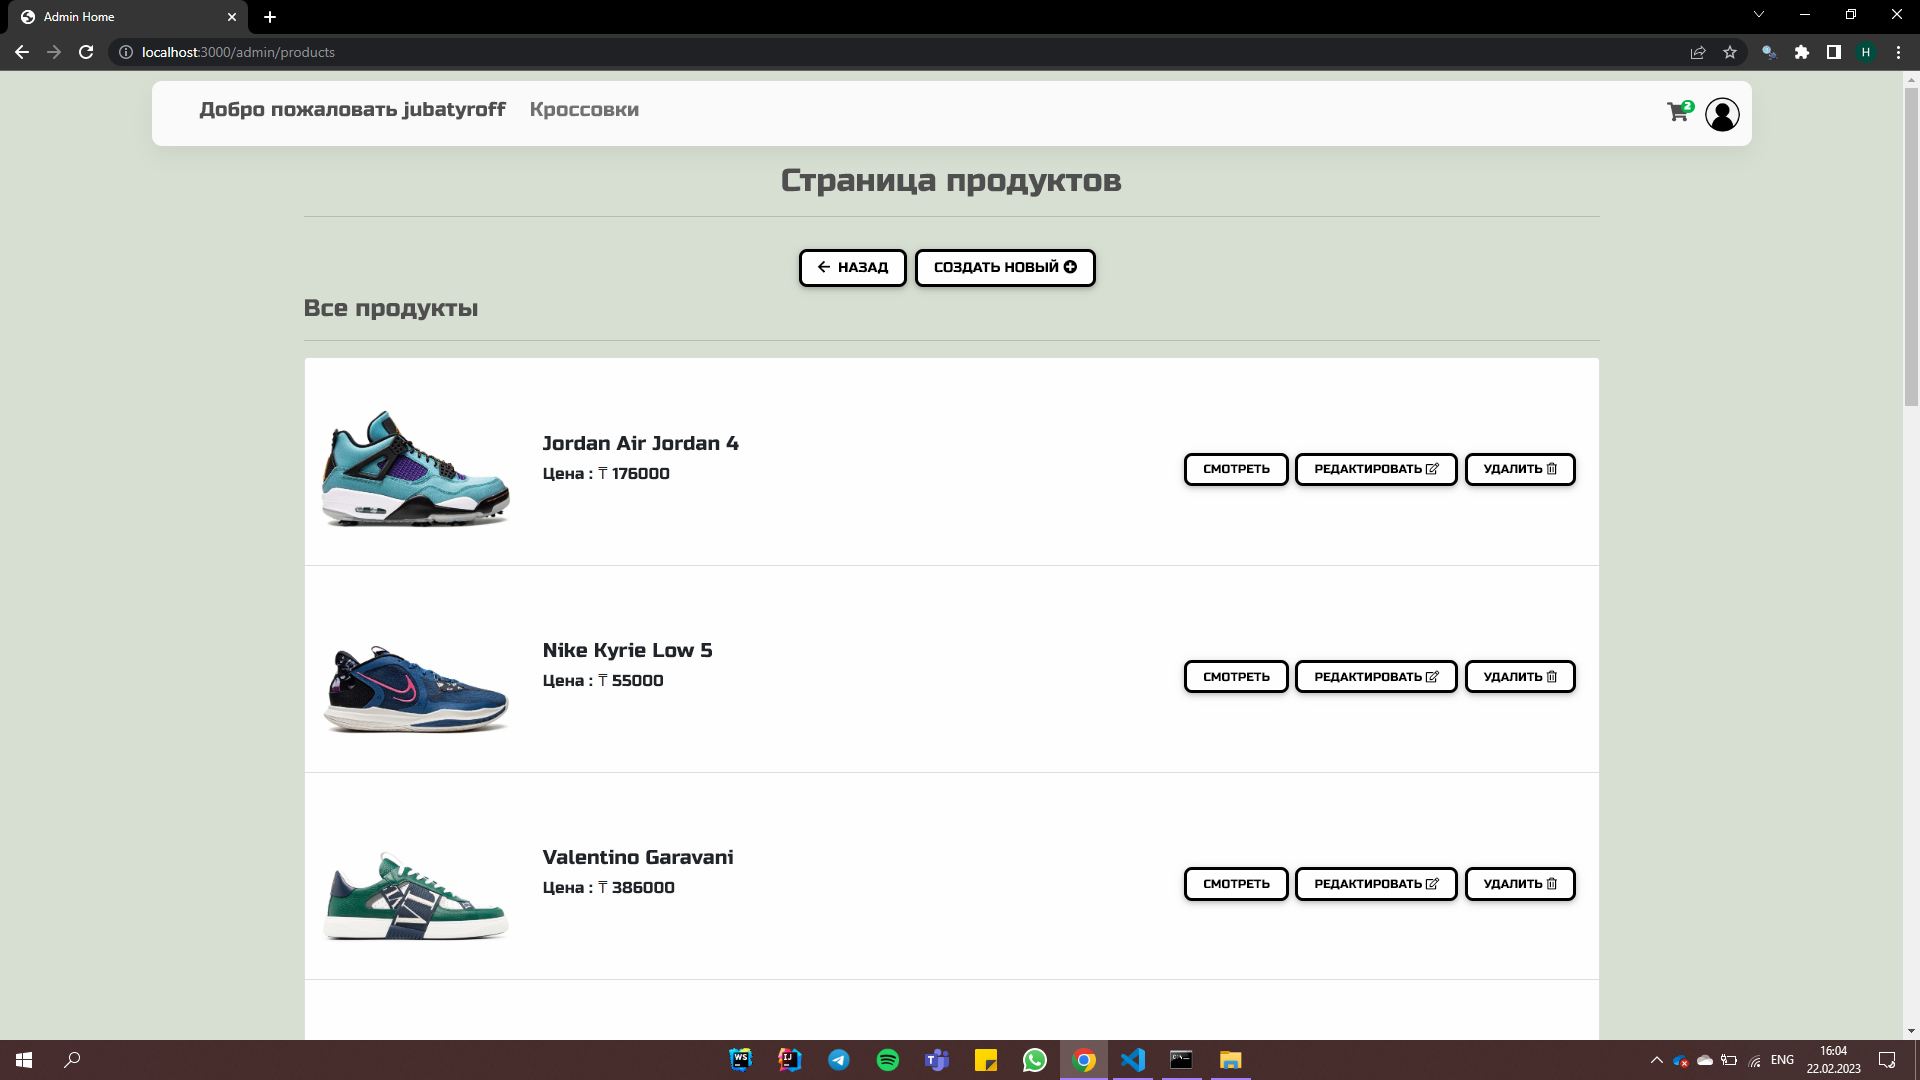 Admin Home
localhost:3000/admin/products
H
Добро пожаловать jubatyroff Кроссовки
2
Страница продуктов
НАЗАД
СОЗДАТЬ НОВЫЙ
Все продукты
Jordan Air Jordan 4
Цена : ₸ 176000
СМОТРЕТЬ РЕДАКТИРОВАТЬ УДАЛИТЬ
Nike Kyrie Low 5
Цена : ₸ 55000
СМОТРЕТЬ РЕДАКТИРОВАТЬ УДАЛИТЬ
Valentino Garavani
Цена : ₸ 386000
СМОТРЕТЬ РЕДАКТИРОВАТЬ УДАЛИТЬ
WS
IJ
T
ENG
16:04
22.02.2023